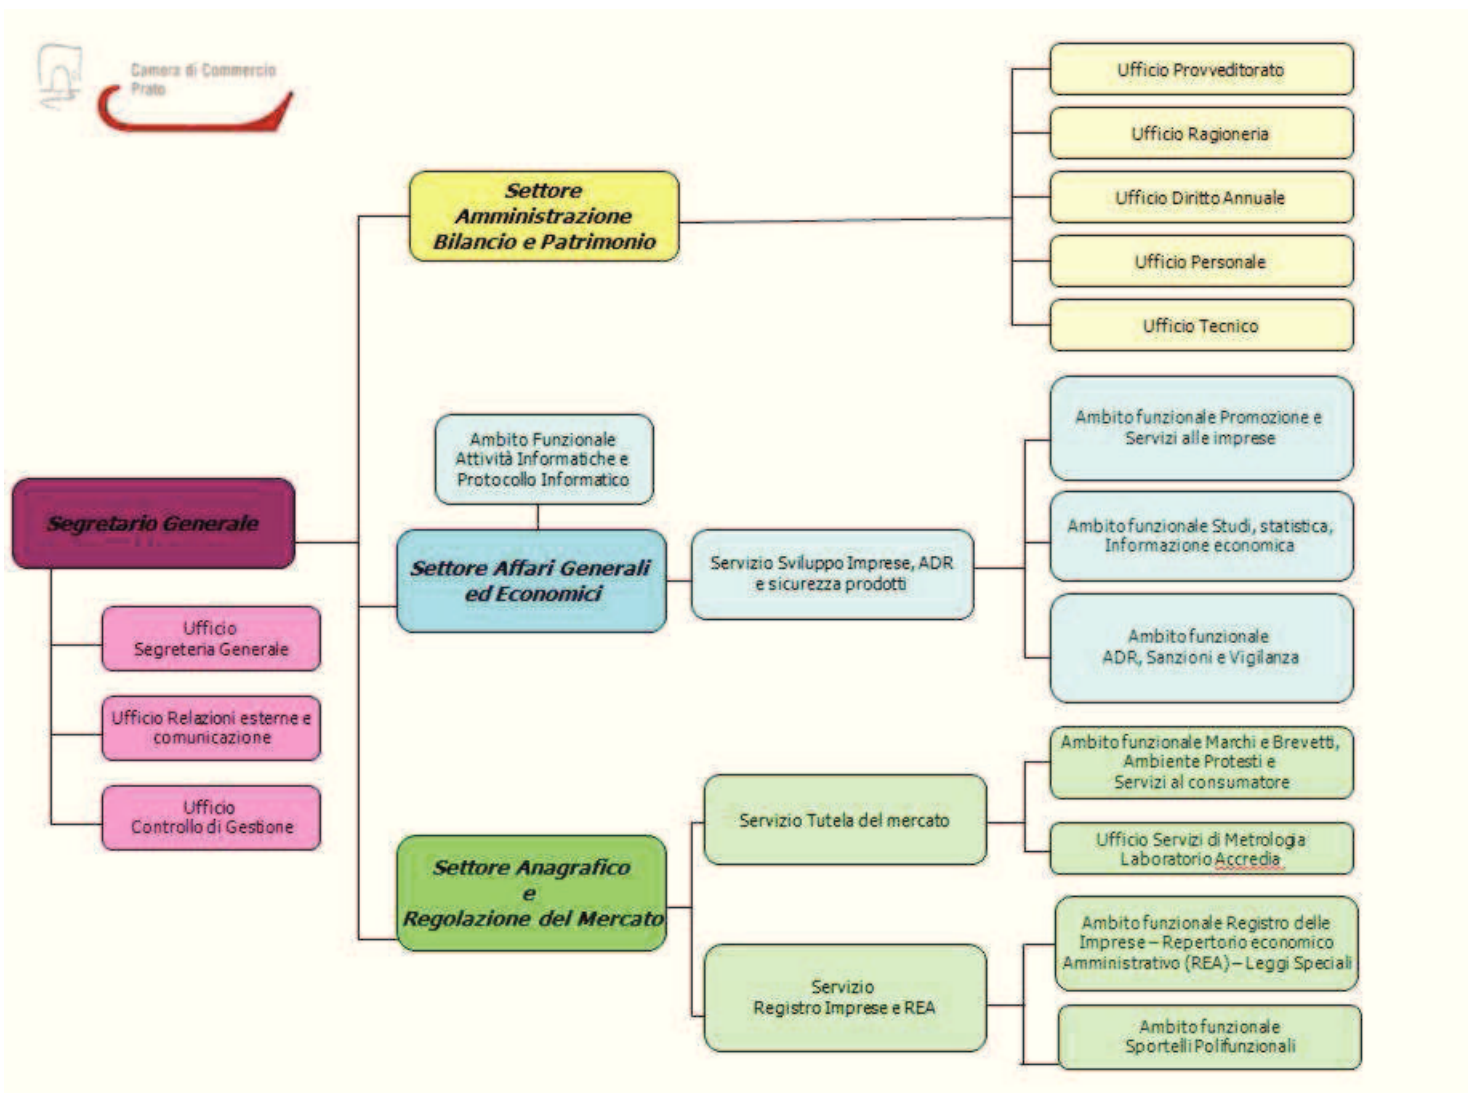 Camera di Commercio
Prato
Ufficio Provveditorato
Ufficio Ragioneria
Settore
Amministrazione
Bilancio e Patrimonio
Ufficio Diritto Annuale
Ufficio Personale
Ufficio Tecnico
Ambito Funzionale
Attività Informatiche e
Protocollo Informatico
Ambito funzionale Promozione e
Servizi alle imprese
Segretario Generale
Settore Affari Generali
ed Economici
Servizio Sviluppo Imprese, ADR
e sicurezza prodotti
Ambito funzionale Studi, statistica,
Informazione economica
Ambito funzionale
ADR, Sanzioni e Vigilanza
Ufficio
Segreteria Generale
Ufficio Relazioni esterne e
comunicazione
Ufficio
Controllo di Gestione
Settore Anagrafico
e
Regolazione del Mercato
Servizio Tutela del mercato
Ambito funzionale Marchi e Brevetti,
Ambiente Protesti e
Servizi al consumatore
Ufficio Servizi di Metrologia
Laboratorio Accredia
Servizio
Registro Imprese e REA
Ambito funzionale Registro delle
Imprese – Repertorio economico
Amministrativo (REA) – Leggi Speciali
Ambito funzionale
Sportelli Polifunzionali